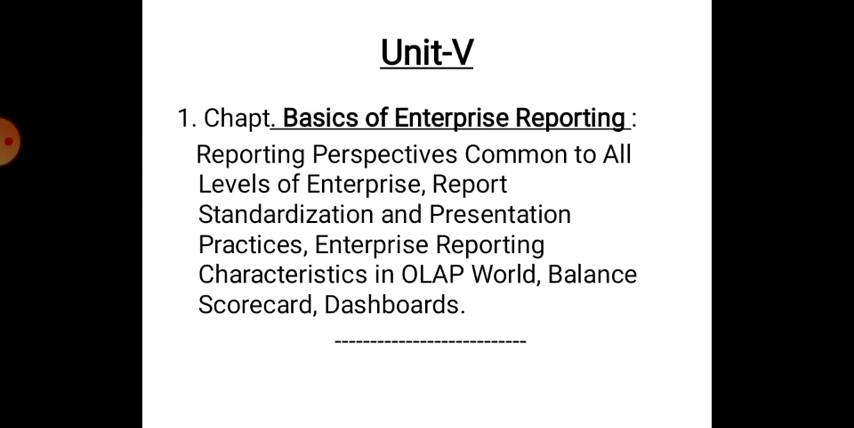 Unit-V
1. Chapt. Basics of Enterprise Reporting :
Reporting Perspectives Common to All
Levels of Enterprise, Report
Standardization and Presentation
Practices, Enterprise Reporting
Characteristics in OLAP World, Balance
Scorecard, Dashboards.
---------------------------